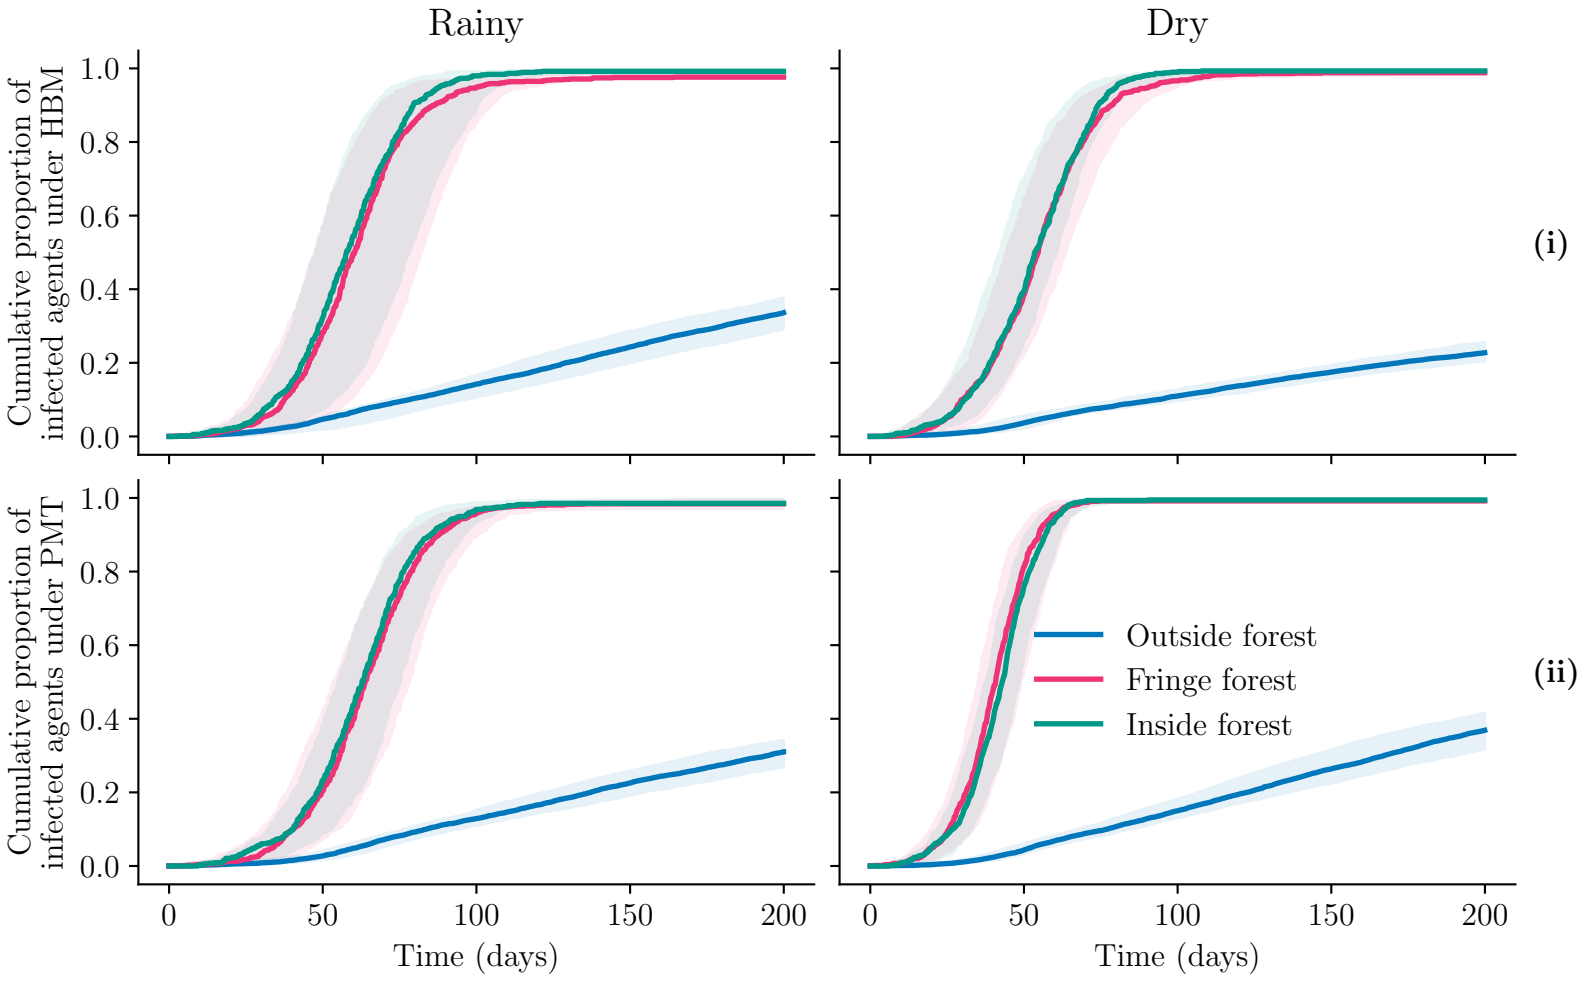 Rainy
Dry
Cumulative proportion of
infected agents under HBM
1.0
0.8
0.6
0.4
0.2
0.0
(i)
Cumulative proportion of
infected agents under PMT
1.0
0.8
0.6
0.4
0.2
0.0
Outside forest
Fringe forest
Inside forest
(ii)
0 50 100 150 200
0 50 100 150 200
Time (days)
Time (days)